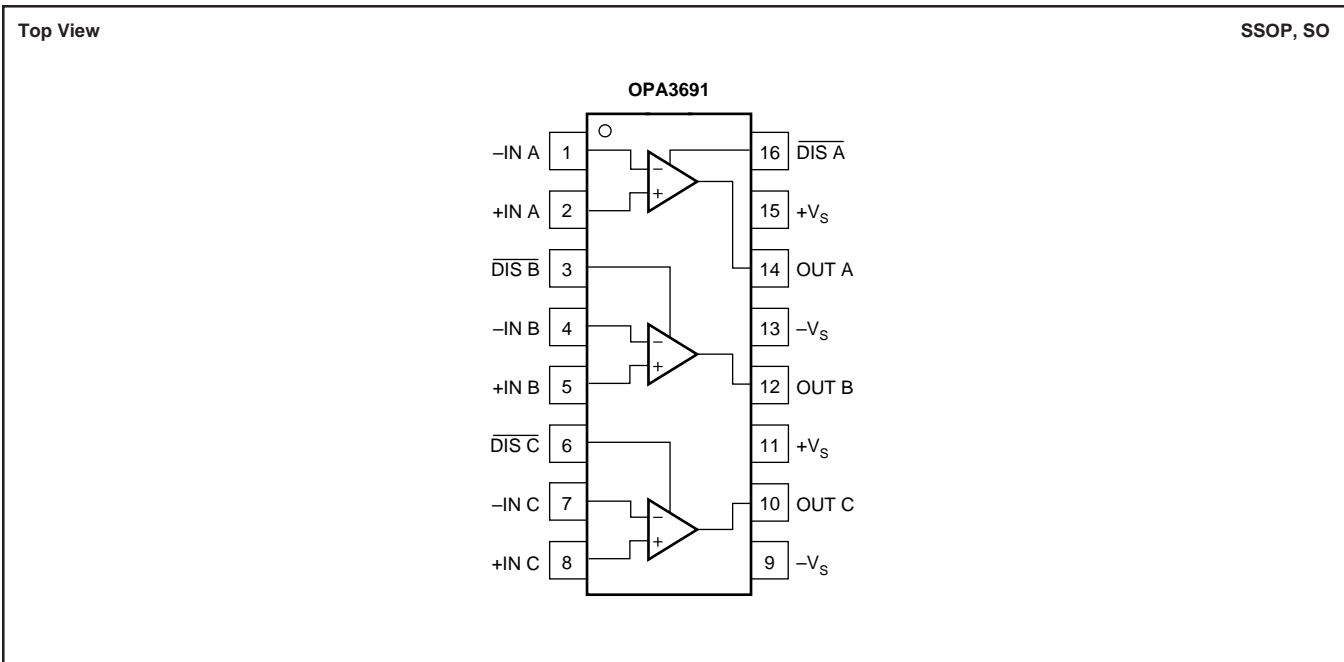 Top View
SSOP, SO
OPA3691
–IN A 1
16 DIS A
+IN A 2
15 +VS
DIS B 3
14 OUT A
–IN B 4
13 –VS
+IN B 5
12 OUT B
DIS C 6
11 +VS
–IN C 7
10 OUT C
+IN C 8
9 –VS
–
+
–
+
–
+